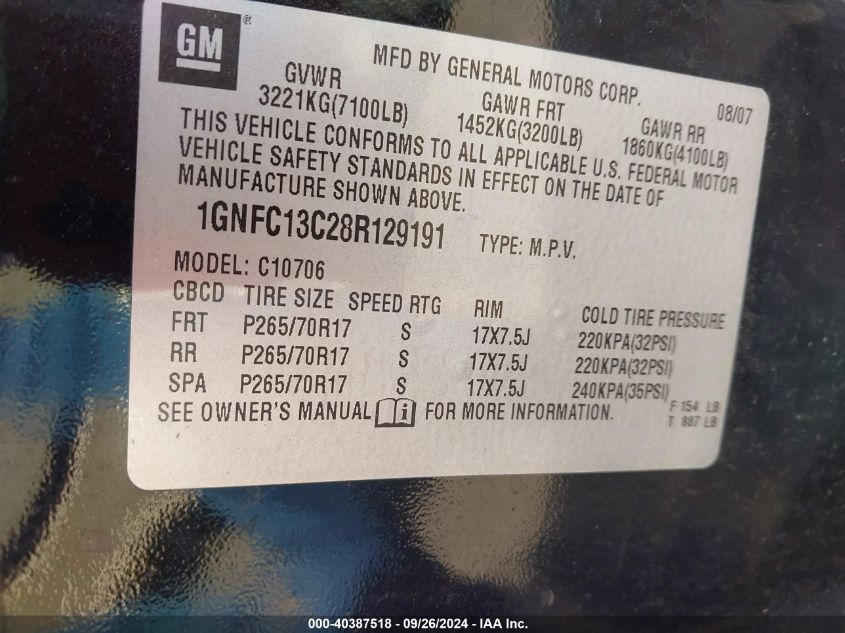 GM ®
MFD BY GENERAL MOTORS CORP. 08/07
GVWR GAWR FRT GAWR RR
3221KG(7100LB) 1452KG(3200LB) 1860KG(4100LB)
THIS VEHICLE CONFORMS TO ALL APPLICABLE U.S. FEDERAL MOTOR
VEHICLE SAFETY STANDARDS IN EFFECT ON THE DATE OF
MANUFACTURE SHOWN ABOVE.
1GNFC13C28R129191 TYPE: M.P.V.
MODEL: C10706
CBCD TIRE SIZE SPEED RTG RIM COLD TIRE PRESSURE
FRT P265/70R17 S 17X7.5J 220KPA(32PSI)
RR P265/70R17 S 17X7.5J 220KPA(32PSI)
SPA P265/70R17 S 17X7.5J 240KPA(35PSI)
SEE OWNER'S MANUAL i FOR MORE INFORMATION.
F 154 LB
T 887 LB
000-40387518 - 09/26/2024 - IAA Inc.